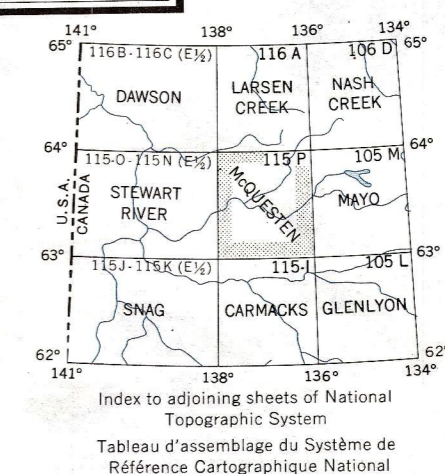 141° 138° 136° 134°
65° 116B-116C (E½) 116 A 106 D 65°
DAWSON LARSEN CREEK NASH CREEK
64° 115-O-115N (E½) 115 P 105 M 64°
U.S.A. CANADA STEWART RIVER McQUESTEN MAYO
63° 115J-115K (E½) 115-I 105 L 63°
SNAG CARMACKS GLENLYON
62° 62°
141° 138° 136° 134°
Index to adjoining sheets of National
Topographic System
Tableau d'assemblage du Système de
Référence Cartographique National